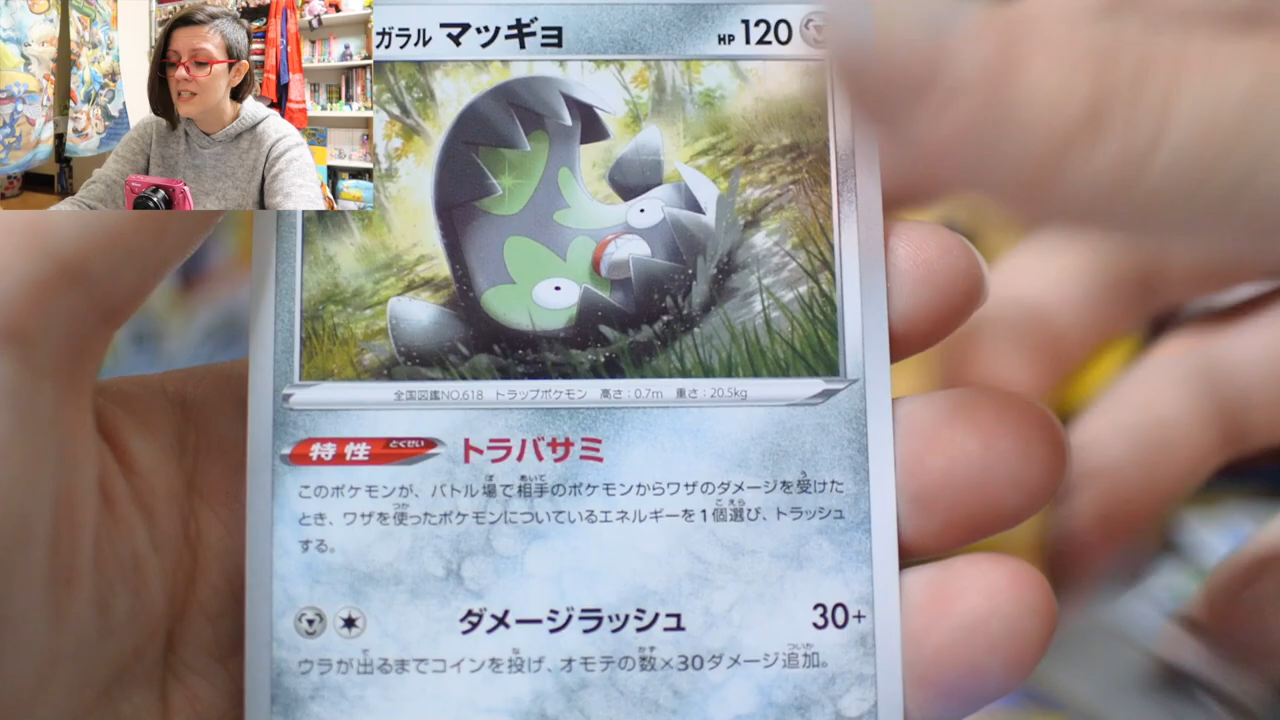 ガラル マッギョ HP 120
全国図鑑NO.618 トラップポケモン 高さ:0.7m 重さ:20.5kg
特性 とくせい トラバサミ
このポケモンが、バトル場で相手のポケモンからワザのダメージを受けた
とき、ワザを使ったポケモンについているエネルギーを1個選び、トラッシュ
する。
ダメージラッシュ 30+
ウラが出るまでコインを投げ、オモテの数×30ダメージ追加。